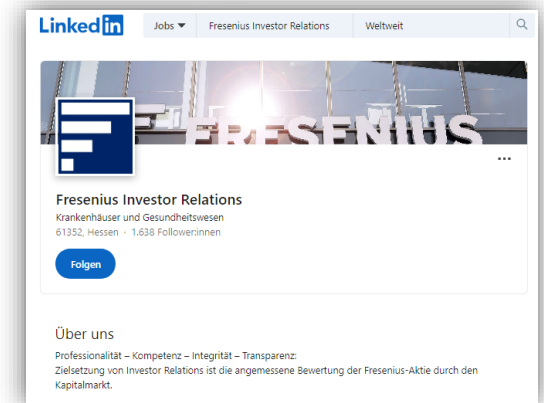 LinkedIn
Jobs Fresenius Investor Relations Weltweit
FRESENIUS
Fresenius Investor Relations
Krankenhäuser und Gesundheitswesen
61352, Hessen · 1.638 Follower:innen
Folgen
Über uns
Professionalität – Kompetenz – Integrität – Transparenz:
Zielsetzung von Investor Relations ist die angemessene Bewertung der Fresenius-Aktie durch den
Kapitalmarkt.